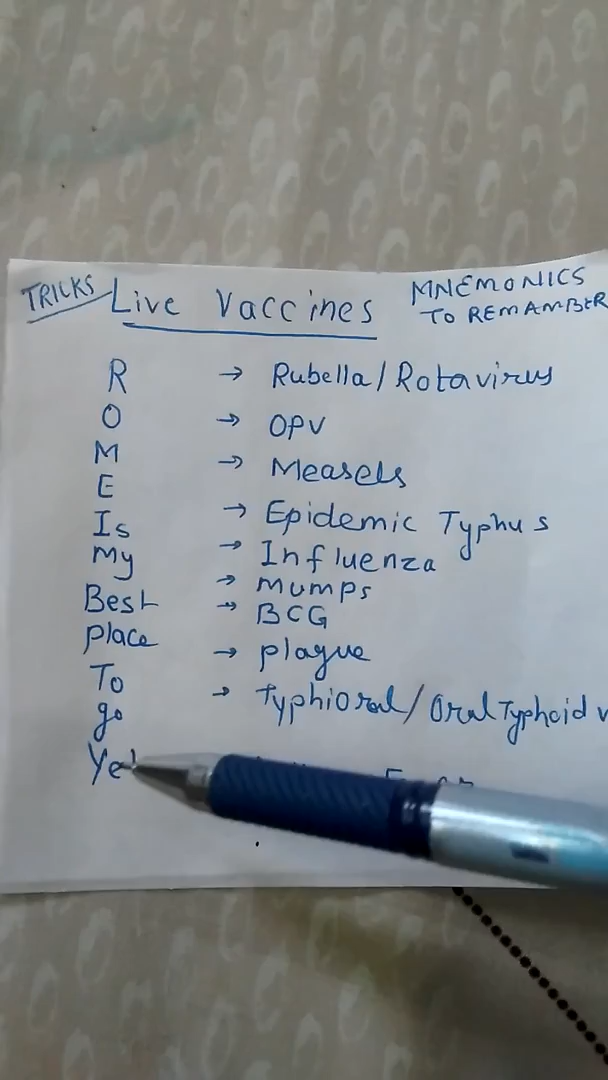 TRICKS Live Vaccines MNEMONICS
TO REMAMBER
R → Rubella/Rotavirus
O → OPV
M → Measels
E → Epidemic Typhus
Is → Influenza
My → Mumps
Best → BCG
Place → Plague
To → Typhioral/Oral Typhoid
go